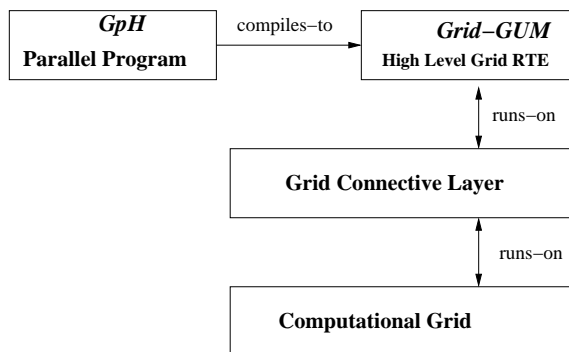 GpH
Parallel Program
compiles−to
Grid−GUM
High Level Grid RTE
runs−on
Grid Connective Layer
runs−on
Computational Grid